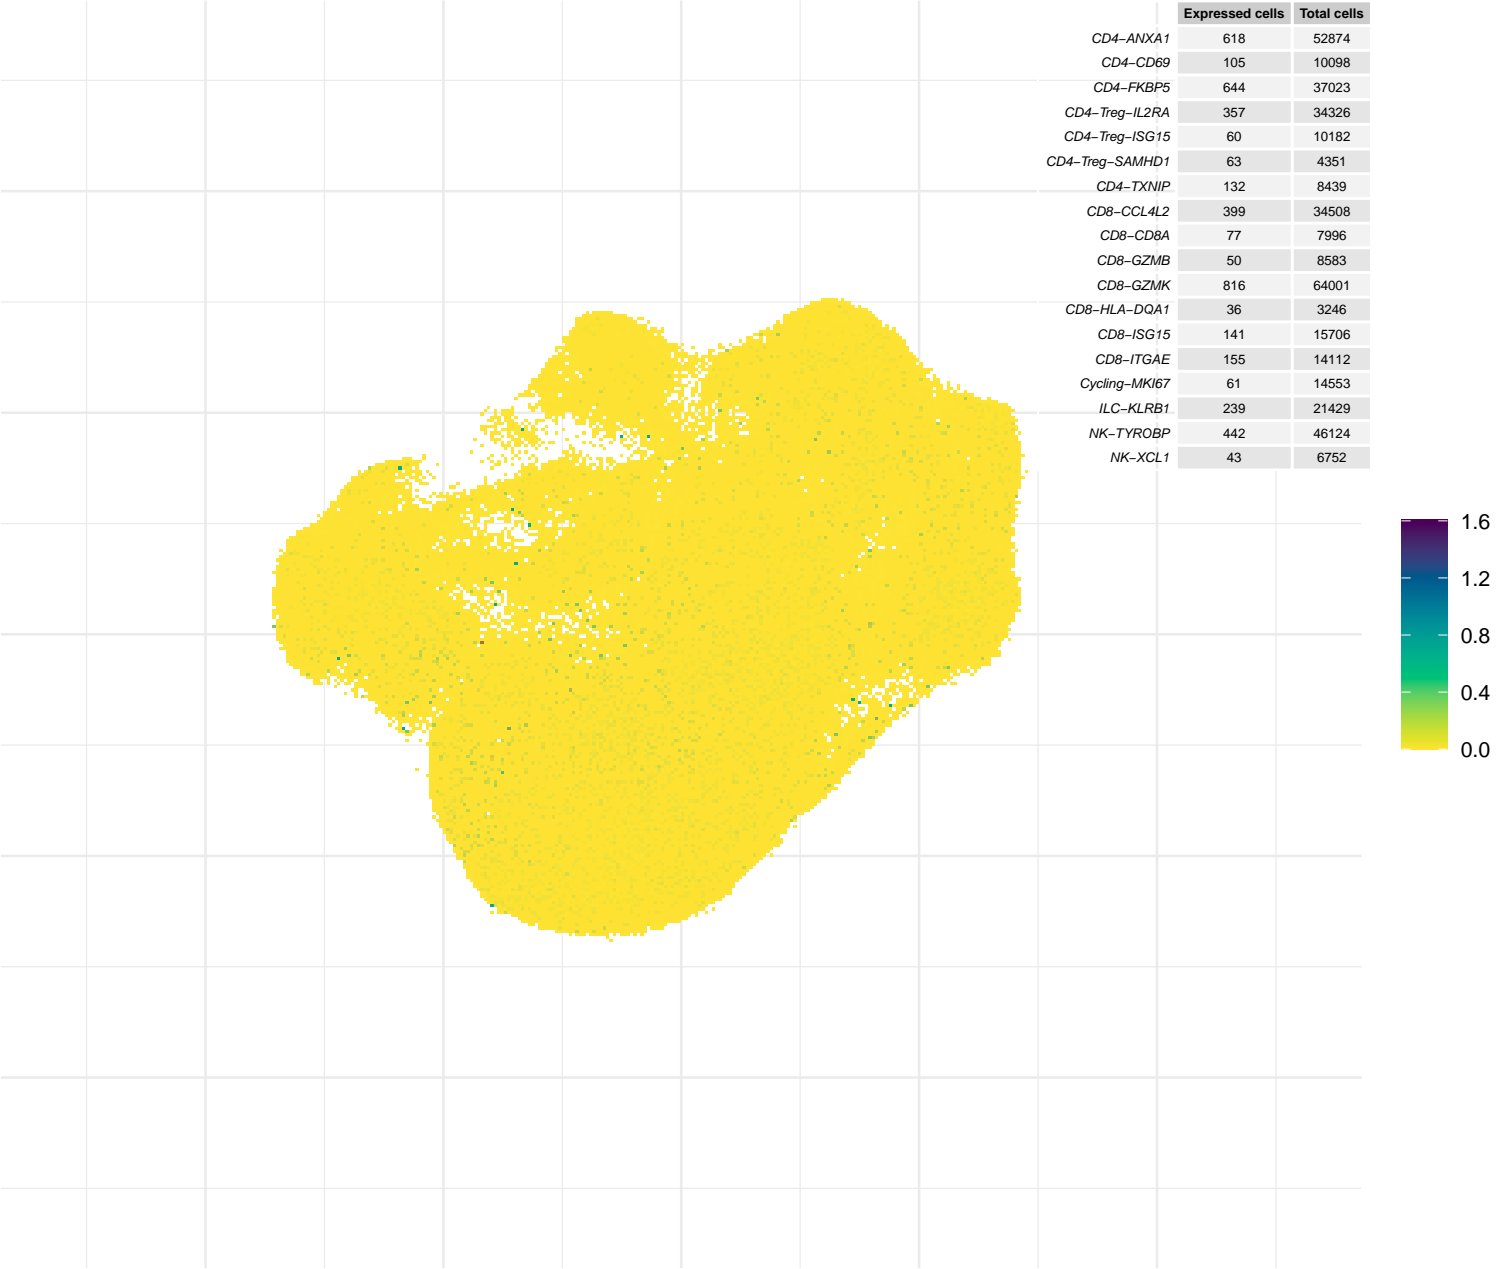 Expressed cells Total cells
CD4−ANXA1 618 52874
CD4−CD69 105 10098
CD4−FKBP5 644 37023
CD4−Treg−IL2RA 357 34326
CD4−Treg−ISG15 60 10182
CD4−Treg−SAMHD1 63 4351
CD4−TXNIP 132 8439
CD8−CCL4L2 399 34508
CD8−CD8A 77 7996
CD8−GZMB 50 8583
CD8−GZMK 816 64001
CD8−HLA−DQA1 36 3246
CD8−ISG15 141 15706
CD8−ITGAE 155 14112
Cycling−MKI67 61 14553
ILC−KLRB1 239 21429
NK−TYROBP 442 46124
NK−XCL1 43 6752
1.6
1.2
0.8
0.4
0.0